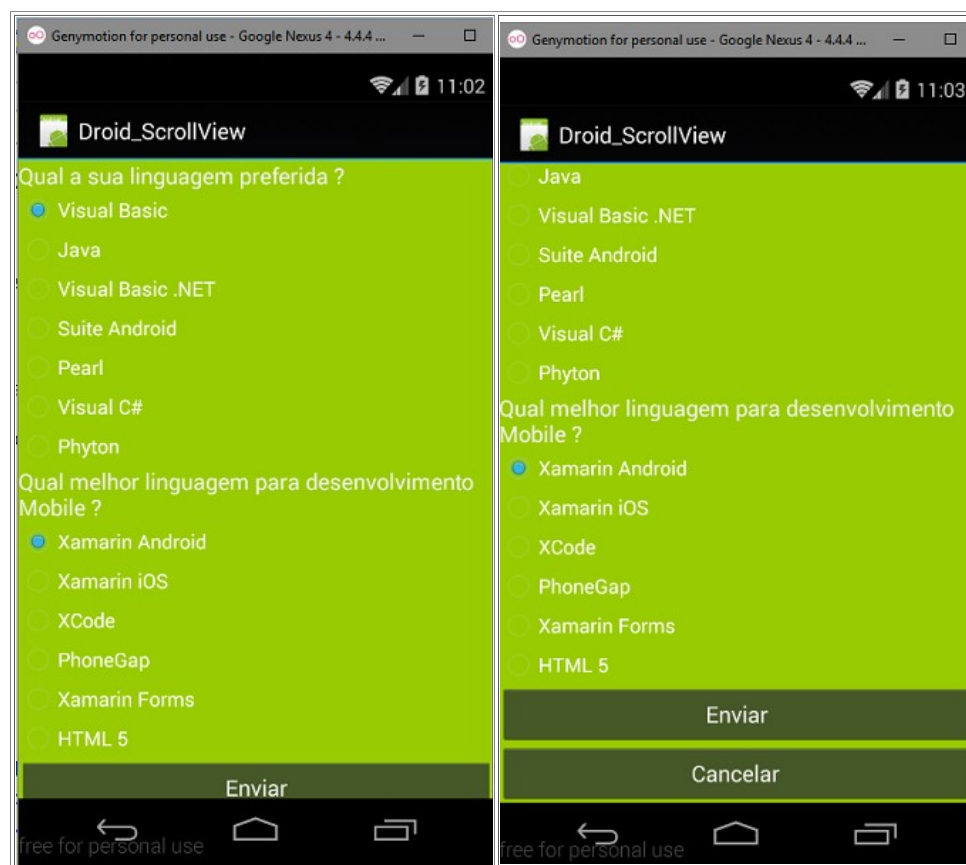 Genymotion for personal use - Google Nexus 4 - 4.4.4 ...
11:02
Droid_ScrollView
Qual a sua linguagem preferida ?
Visual Basic
Java
Visual Basic .NET
Suite Android
Pearl
Visual C#
Phyton
Qual melhor linguagem para desenvolvimento
Mobile ?
Xamarin Android
Xamarin iOS
XCode
PhoneGap
Xamarin Forms
HTML 5
Enviar
free for personal use
Genymotion for personal use - Google Nexus 4 - 4.4.4 ...
11:03
Droid_ScrollView
Java
Visual Basic .NET
Suite Android
Pearl
Visual C#
Phyton
Qual melhor linguagem para desenvolvimento
Mobile ?
Xamarin Android
Xamarin iOS
XCode
PhoneGap
Xamarin Forms
HTML 5
Enviar
Cancelar
free for personal use